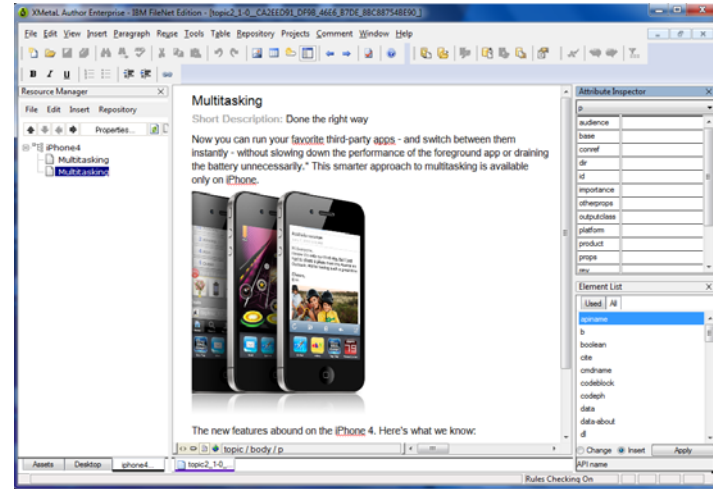 XMetaL Author Enterprise - IBM FileNet Edition - [topic2_1-0__CA2EED91_DF9B_46E6_B7DE_8BC88754BE90_]
File Edit View Insert Paragraph Reuse Tools Table Repository Projects Comment Window Help
B I U
Resource Manager
File Edit Insert Repository
Properties...
iPhone4
Multitasking
Multitasking
Assets Desktop iphone4...
Multitasking
Short Description: Done the right way
Now you can run your favorite third-party apps - and switch between them
instantly - without slowing down the performance of the foreground app or draining
the battery unnecessarily." This smarter approach to multitasking is available
only on iPhone.
The new features abound on the iPhone 4. Here's what we know:
topic / body / p
topic2_1-0_...
Attribute Inspector
p
audience
base
conref
dir
id
importance
otherprops
outputclass
platform
product
props
rev
Element List
Used All
apiname
b
boolean
cite
cmdname
codeblock
codeph
data
data-about
dl
Change Insert Apply
API name
Rules Checking On